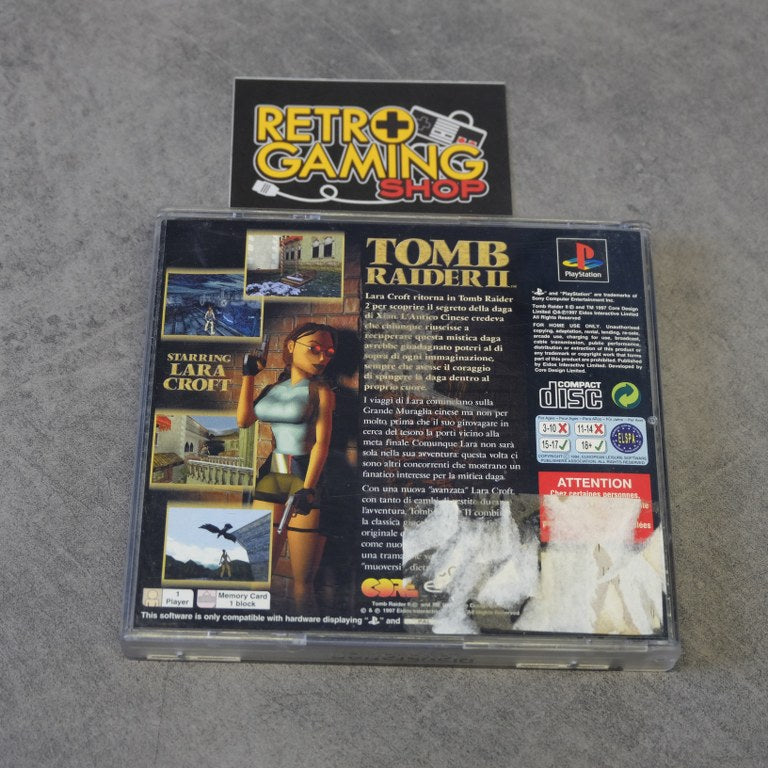 RETRO
GAMING
SHOP
TOMB
RAIDER II
Lara Croft ritorna in Tomb Raider
2 per scoprire il segreto della daga
di Xian. L'Antico Cinese credeva
che chiunque riuscisse a
recuperare questa mistica daga
avrebbe guadagnato poteri al di
sopra di ogni immaginazione,
sempre che avesse il coraggio
di spingere la daga dentro al
proprio cuore.
I viaggi di Lara cominciano sulla
Grande Muraglia cinese ma non per
molto, prima che il suo girovagare in
cerca del tesoro la porti vicino alla
meta finale. Comunque Lara non sarà
sola nella sua avventura questa volta ci
sono altri concorrenti che mostrano un
fanatico interesse per la mitica daga.
Con una nuova "avanzata" Lara Croft,
con tanto di cambi di
l'avventura, Tomb II
la classica
originale
come
una
"muoversi"
STARRING
LARA
CROFT
1
Player
Memory Card
1 block
CORE
Tomb Raider II
© & ® 1997 Eidos Interactive Reserved
This software is only compatible with hardware displaying " " and
PlayStation
" " and "PlayStation" are trademarks of
Sony Computer Entertainment Inc.
Tomb Raider II © and TM 1997 Core Design
Limited ©&℗1997 Eidos Interactive Limited
All Rights Reserved
FOR HOME USE ONLY. Unauthorised
copying, adaptation, rental, lending, re-sale,
arcade use, charging for use, broadcast,
cable transmission, public performance,
distribution or extraction of this product or
any trademark or copyright work that forms
part of this product are prohibited. Published
by Eidos Interactive Limited. Developed by
Core Design Limited.
COMPACT
disc
3-10
11-14
15-17
18+
ELSPA
ATTENTION
Chez certaines personnes,